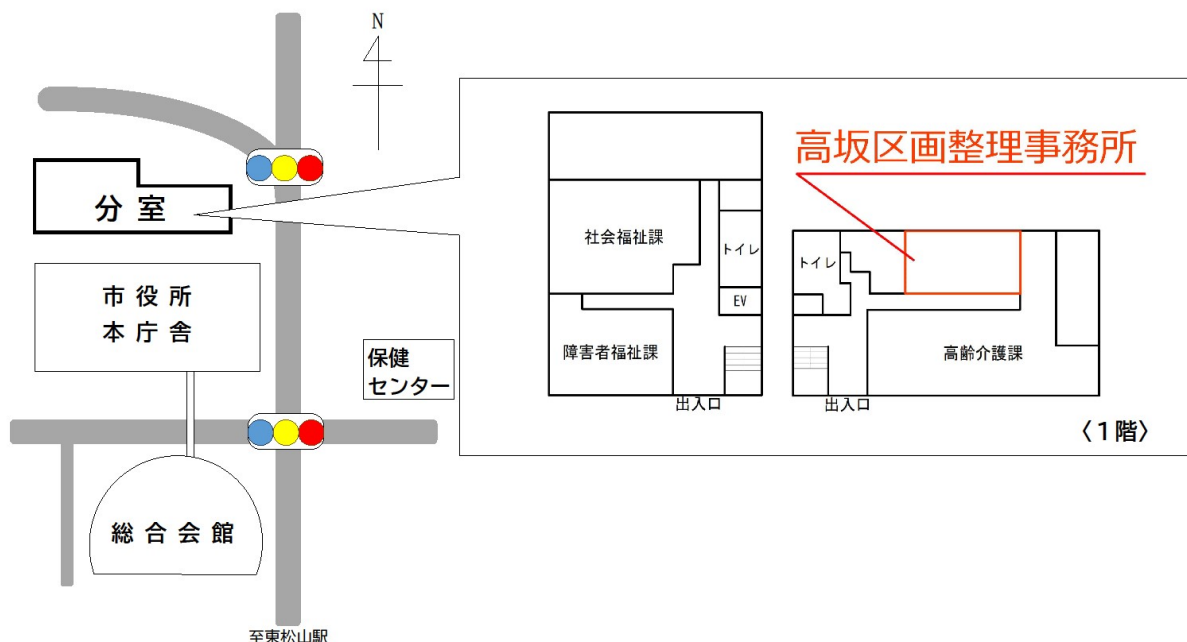 N
分室
市役所
本庁舎
保健
センター
総合会館
至東松山駅
高坂区画整理事務所
社会福祉課
トイレ
EV
障害者福祉課
出入口
トイレ
高齢介護課
出入口
〈1階〉